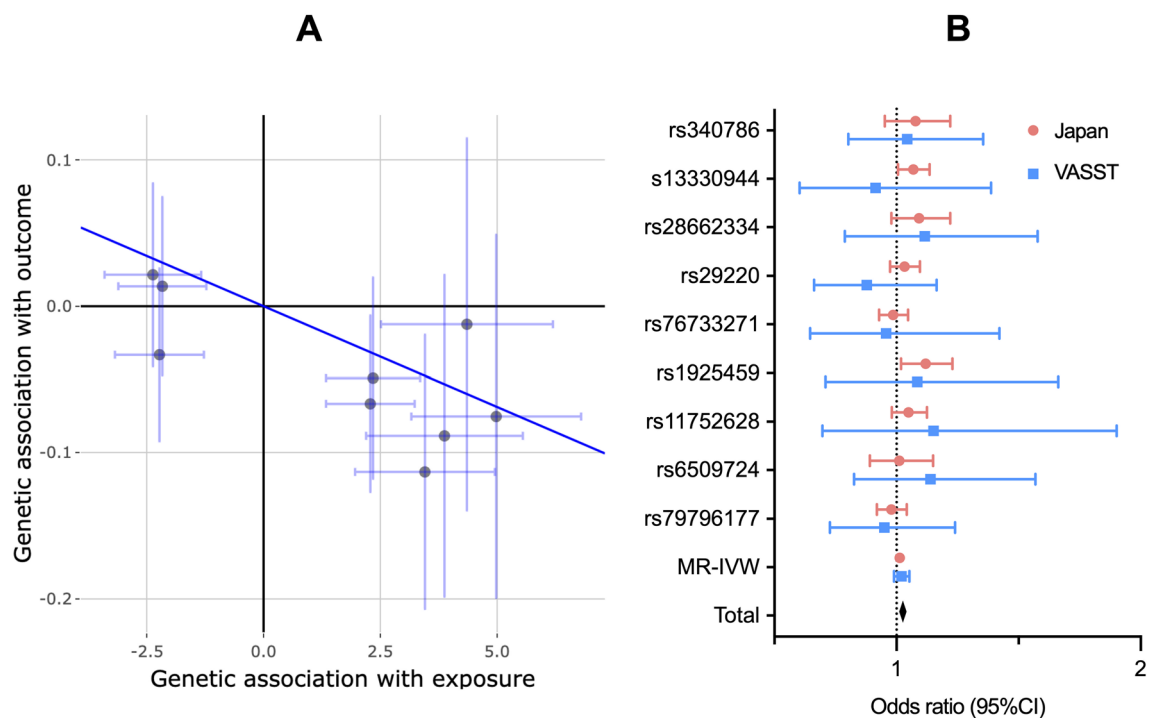 A
Genetic association with outcome
0.1
0.0
-0.1
-0.2
-2.5
0.0
2.5
5.0
Genetic association with exposure
B
rs340786
s13330944
rs28662334
rs29220
rs76733271
rs1925459
rs11752628
rs6509724
rs79796177
MR-IVW
Total
Japan
VASST
1
2
Odds ratio (95%CI)